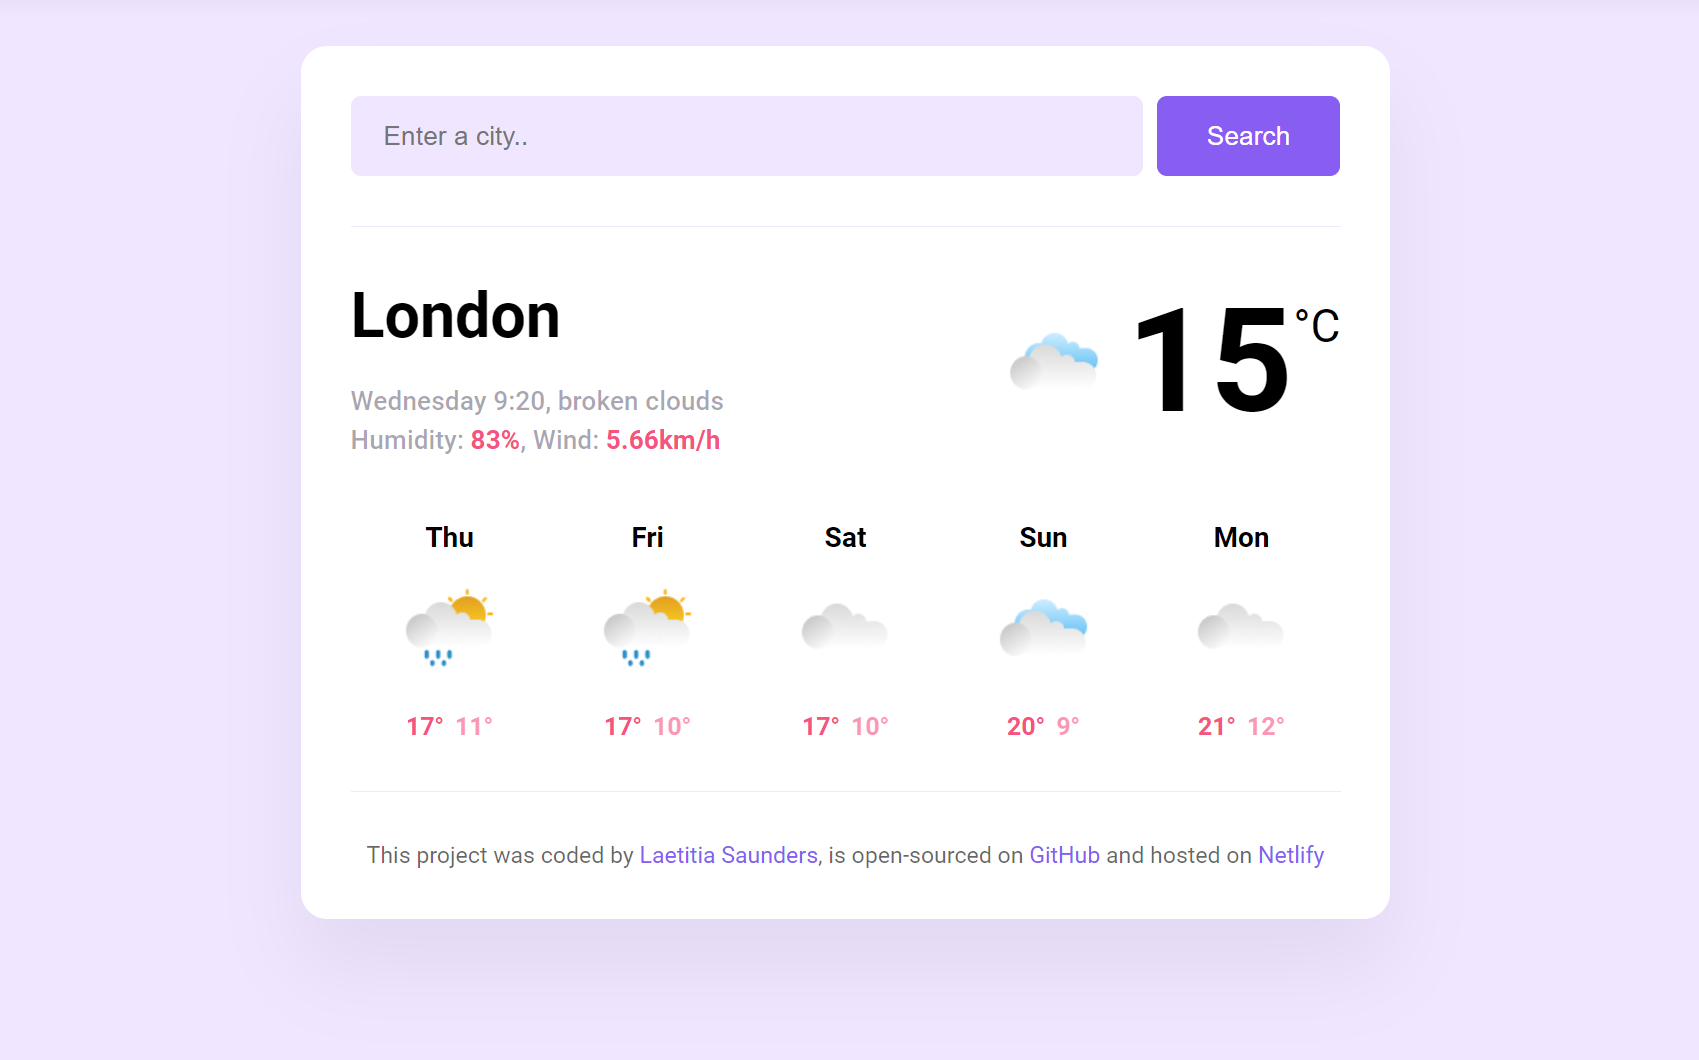 Enter a city..
Search
London
15 °C
Wednesday 9:20, broken clouds
Humidity: 83%, Wind: 5.66km/h
Thu Fri Sat Sun Mon
17° 11° 17° 10° 17° 10° 20° 9° 21° 12°
This project was coded by Laetitia Saunders, is open-sourced on GitHub and hosted on Netlify